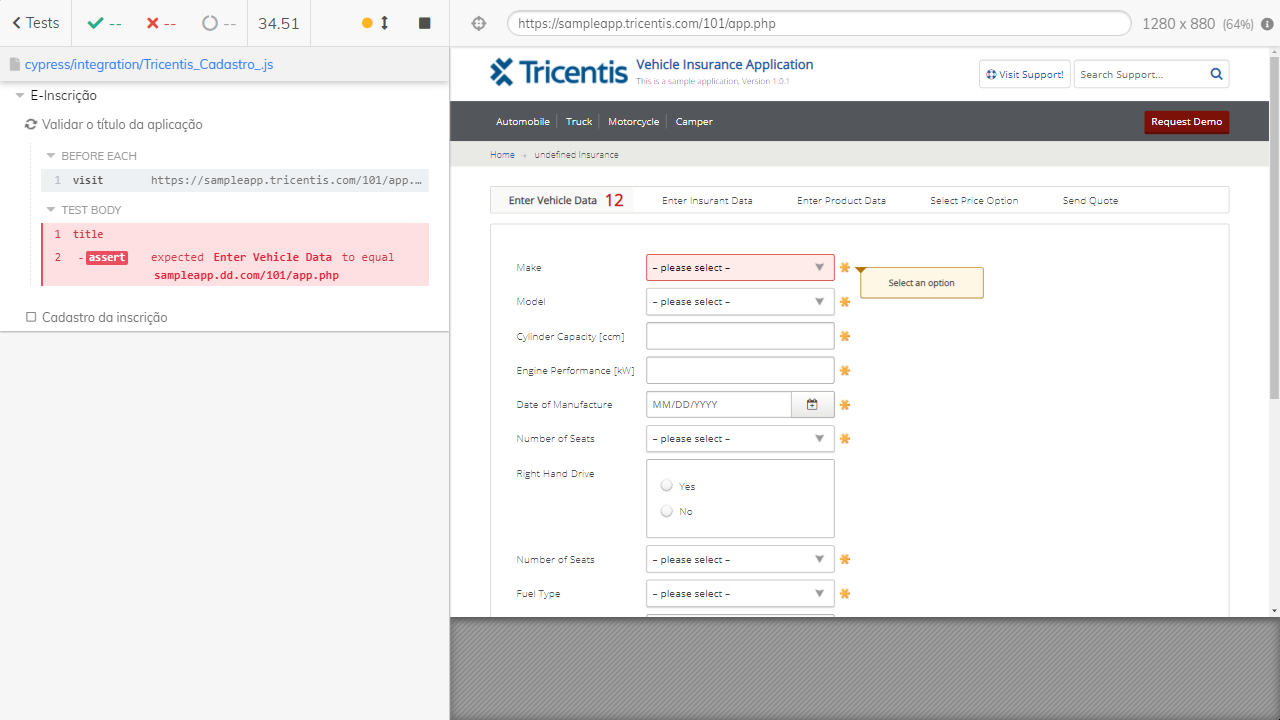 Tests -- -- -- 34.51
cypress/integration/Tricentis_Cadastro_.js
E-Inscrição
Validar o título da aplicação
BEFORE EACH
1 visit https://sampleapp.tricentis.com/101/app.…
TEST BODY
1 title
2 -assert expected Enter Vehicle Data to equal
sampleapp.dd.com/101/app.php
Cadastro da inscrição
https://sampleapp.tricentis.com/101/app.php 1280 x 880 (64%)
Tricentis
Vehicle Insurance Application
This is a sample application, Version 1.0.1
Visit Support!
Search Support...
Automobile Truck Motorcycle Camper
Request Demo
Home undefined Insurance
Enter Vehicle Data 12 Enter Insurant Data Enter Product Data Select Price Option Send Quote
Make – please select –
Select an option
Model – please select –
Cylinder Capacity [ccm]
Engine Performance [kW]
Date of Manufacture MM/DD/YYYY
Number of Seats – please select –
Right Hand Drive
Yes
No
Number of Seats – please select –
Fuel Type – please select –